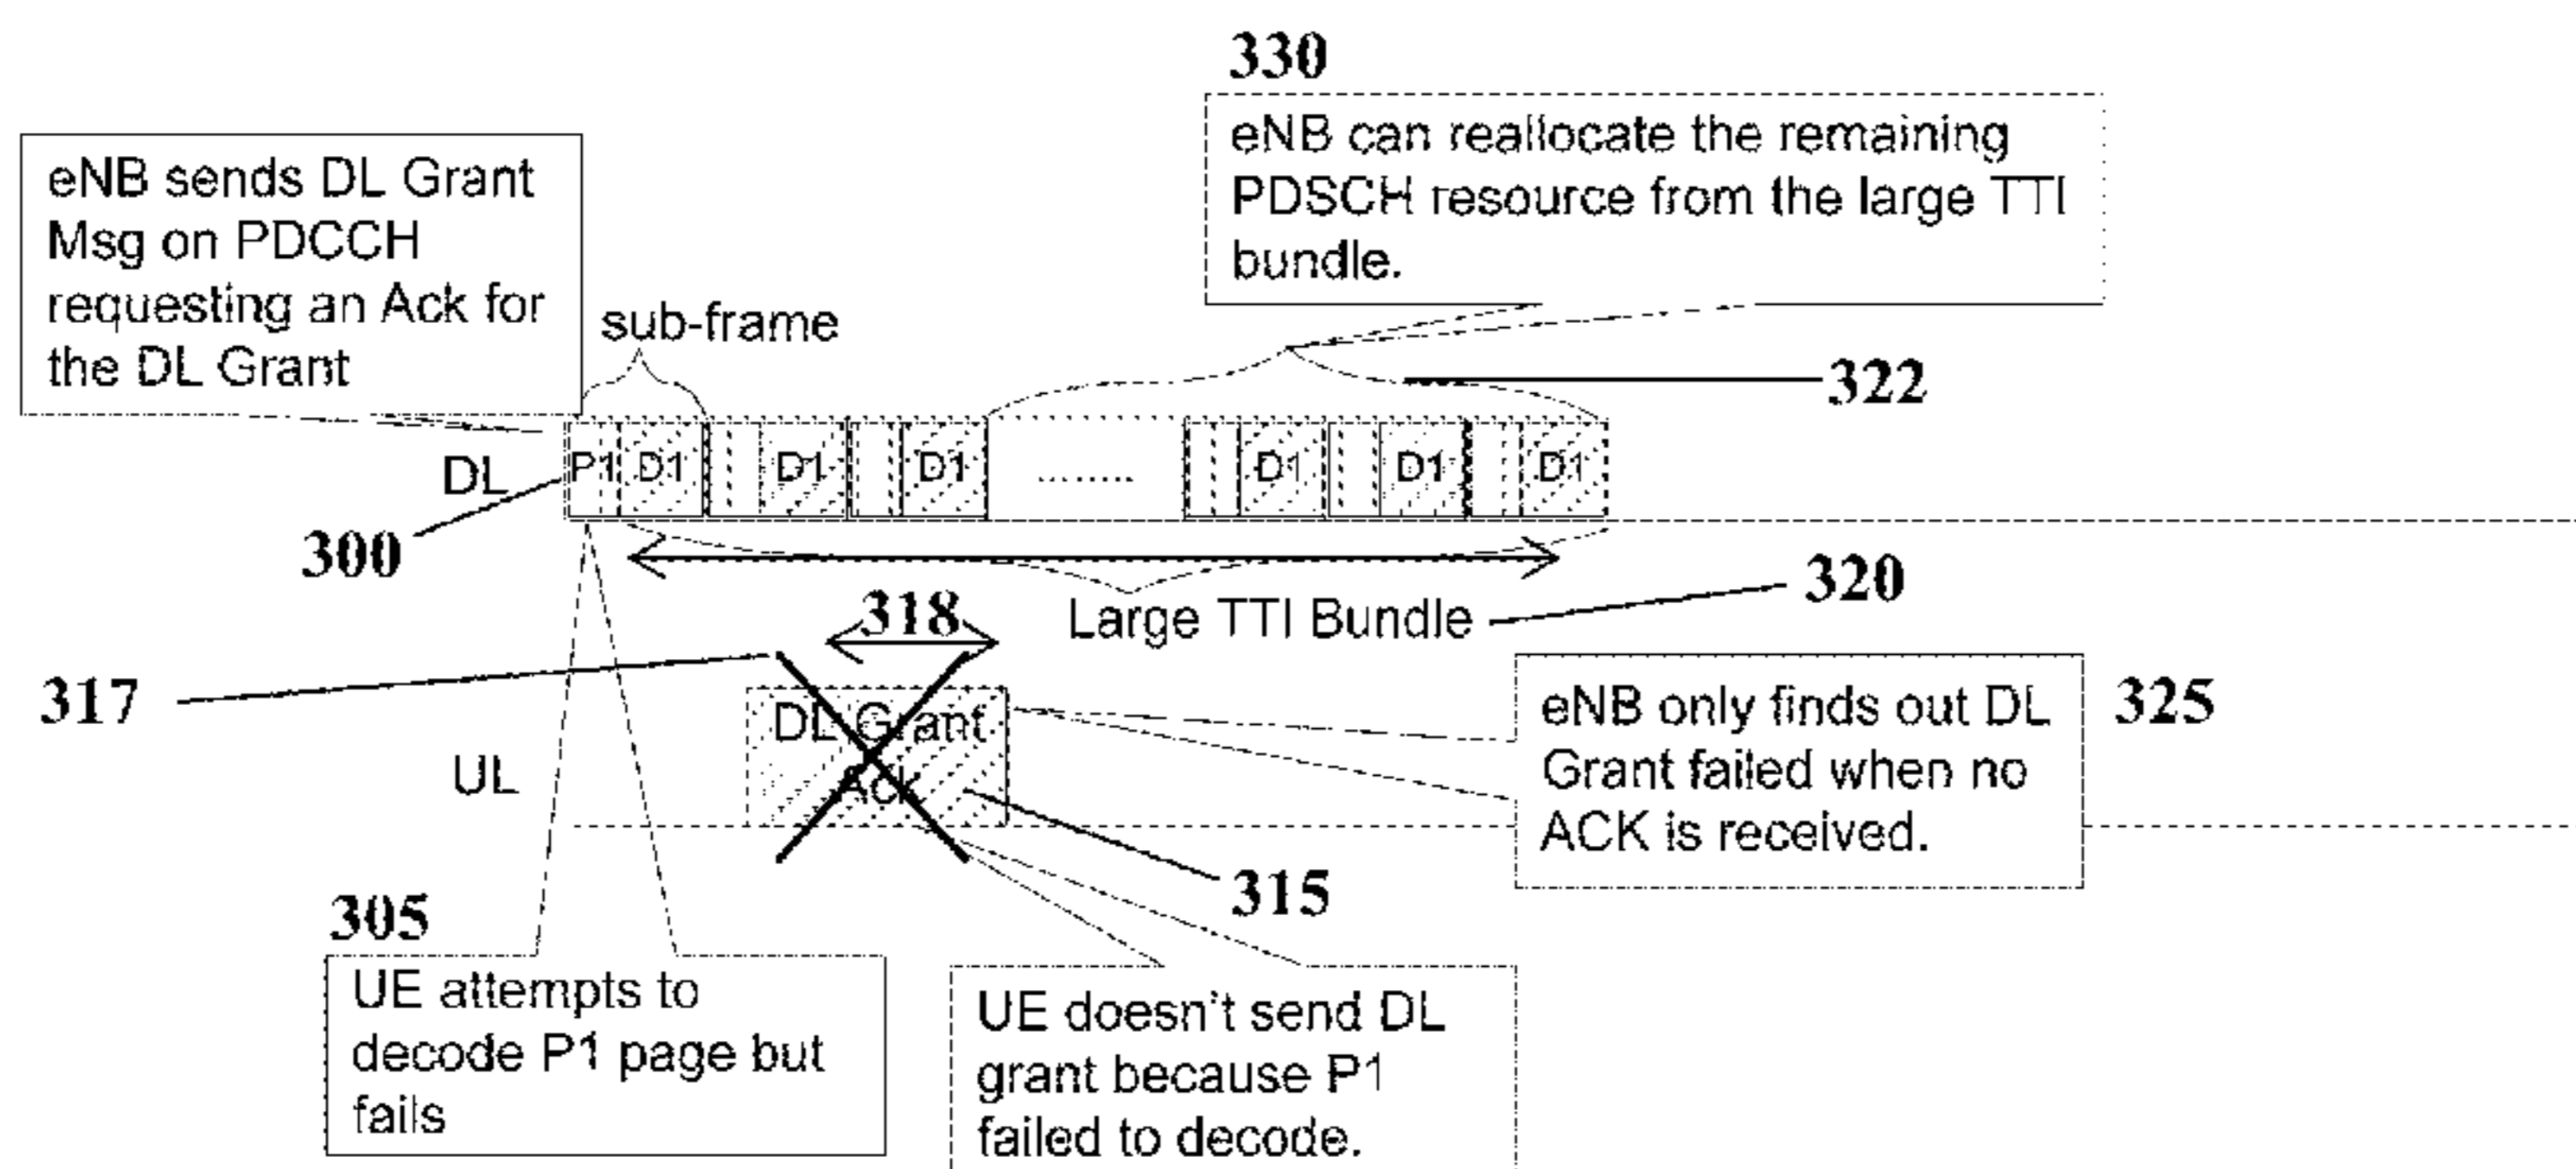 330
eNB can reallocate the remaining
PDSCH resource from the large TTI
bundle.
eNB sends DL Grant
Msg on PDCCH
requesting an Ack for
the DL Grant
sub-frame
322
DL
P1 D1 D1 D1 ....... D1 D1 D1
300
320
Large TTI Bundle
318
317
DL Grant
Ack
UL
eNB only finds out DL
Grant failed when no
ACK is received.
325
315
305
UE attempts to
decode P1 page but
fails
UE doesn't send DL
grant because P1
failed to decode.